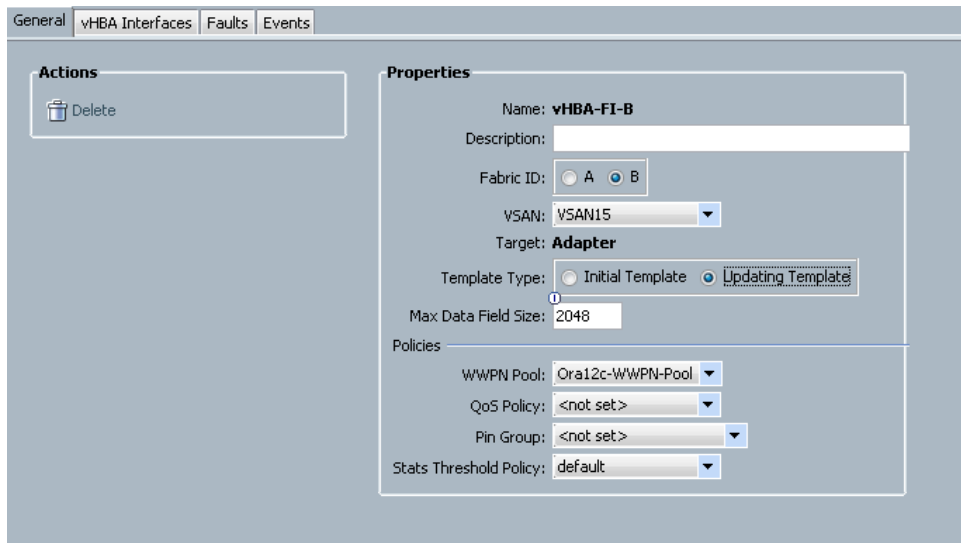 General vHBA Interfaces Faults Events
Actions
Delete
Properties
Name: vHBA-FI-B
Description:
Fabric ID: A B
VSAN: VSAN15
Target: Adapter
Template Type: Initial Template Updating Template
Max Data Field Size: 2048
Policies
WWPN Pool: Ora12c-WWPN-Pool
QoS Policy: <not set>
Pin Group: <not set>
Stats Threshold Policy: default